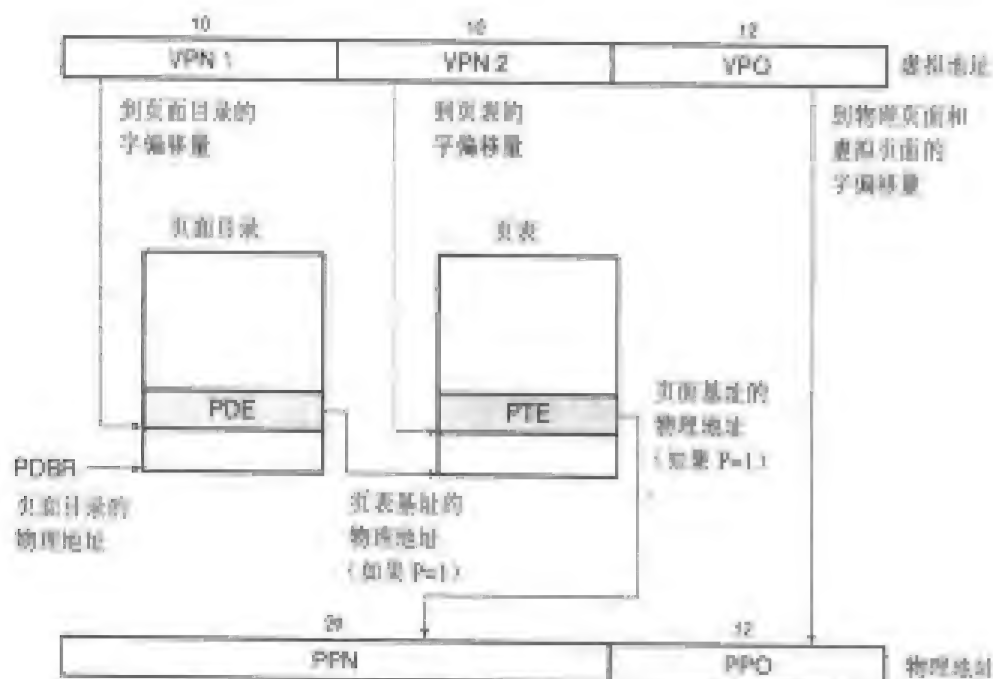 10 10 12
VPN 1 VPN 2 VPO 虚拟地址
到页面目录的
字偏移量
到页表的
字偏移量
到物理页面和
虚拟页面的
字偏移量
页面目录
页表
PDE
PTE
页面基址的
物理地址
(如果 P=1)
PDBR
页面目录的
物理地址
页表基址的
物理地址
(如果 P=1)
20 12
PPN PPO 物理地址